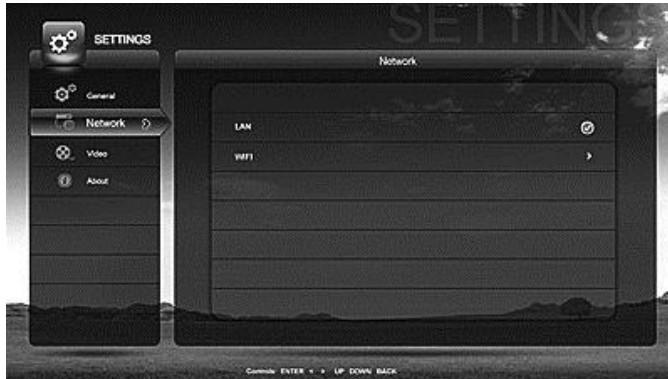 SETTINGS
SETTINGS
Network
General
Network
Video
About
LAN
WIFI
Controls: ENTER < > UP DOWN BACK